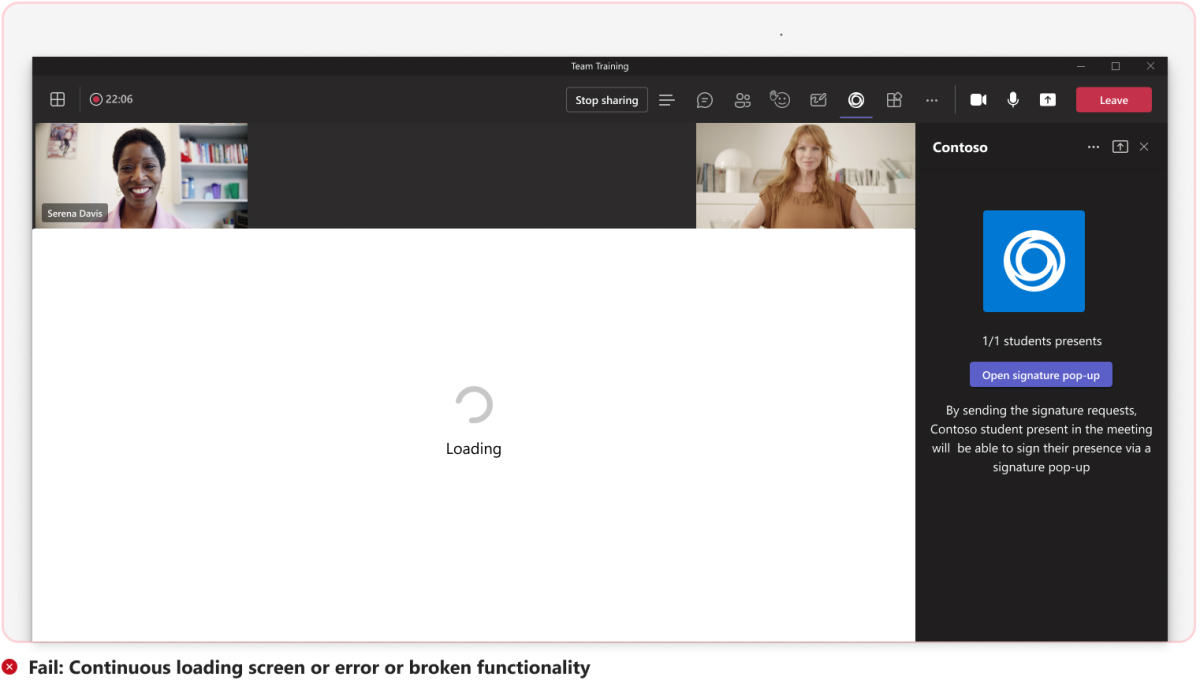 Team Training
22:06
Stop sharing
Leave
Serena Davis
Contoso
1/1 students presents
Open signature pop-up
By sending the signature requests,
Contoso student present in the meeting
will be able to sign their presence via a
signature pop-up
Loading
Fail: Continuous loading screen or error or broken functionality